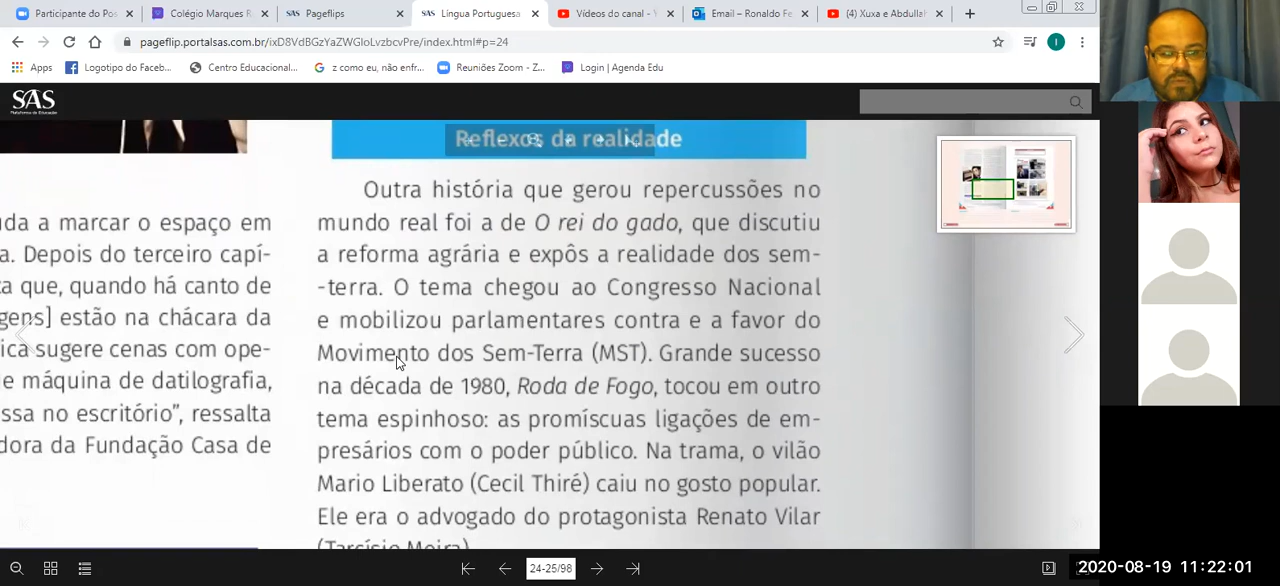 Participante do Pos
Colégio Marques R
Pageflips
Língua Portuguesa
Vídeos do canal - Y
Email – Ronaldo Fe
(4) Xuxa e Abdullah
pageflip.portalsas.com.br/ixD8VdBGzYaZWGloLvzbcvPre/index.html#p=24
Apps
Logotipo do Faceb...
Centro Educacional...
z como eu, não enfr...
Reuniões Zoom - Z...
Login | Agenda Edu
SAS
Reflexos da realidade
uda a marcar o espaço em
a. Depois do terceiro capí-
ca que, quando há canto de
gens] estão na chácara da
ica sugere cenas com ope-
e máquina de datilografia,
ssa no escritório”, ressalta
dora da Fundação Casa de
Outra história que gerou repercussões no
mundo real foi a de O rei do gado, que discutiu
a reforma agrária e expôs a realidade dos sem-
-terra. O tema chegou ao Congresso Nacional
e mobilizou parlamentares contra e a favor do
Movimento dos Sem-Terra (MST). Grande sucesso
na década de 1980, Roda de Fogo, tocou em outro
tema espinhoso: as promíscuas ligações de em-
presários com o poder público. Na trama, o vilão
Mario Liberato (Cecil Thiré) caiu no gosto popular.
Ele era o advogado do protagonista Renato Vilar
(Tarcísio Meira).
24-25/98
2020-08-19 11:22:01